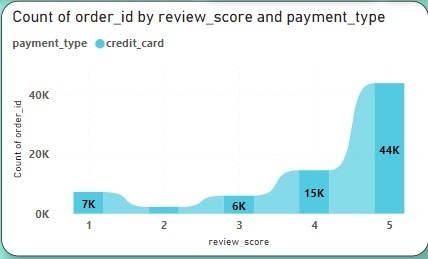 Count of order_id by review_score and payment_type
payment_type credit_card
Count of order_id
40K
20K
0K
7K
6K
15K
44K
1 2 3 4 5
review_score